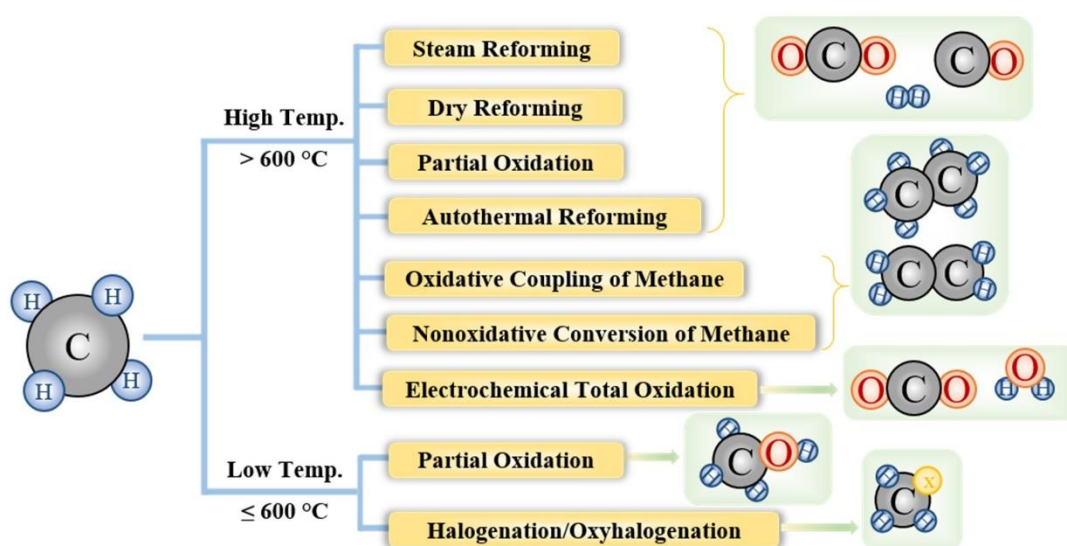 Steam Reforming
O C O
C O
H H
High Temp.
> 600 °C
Dry Reforming
Partial Oxidation
Autothermal Reforming
H H H H H H
C C
Oxidative Coupling of Methane
H H
C C
H H
H H
C
H H
Nonoxidative Conversion of Methane
Electrochemical Total Oxidation
O C O
O
H H
Low Temp.
≤ 600 °C
Partial Oxidation
H
C O H
H H
Halogenation/Oxyhalogenation
H X
C
H H